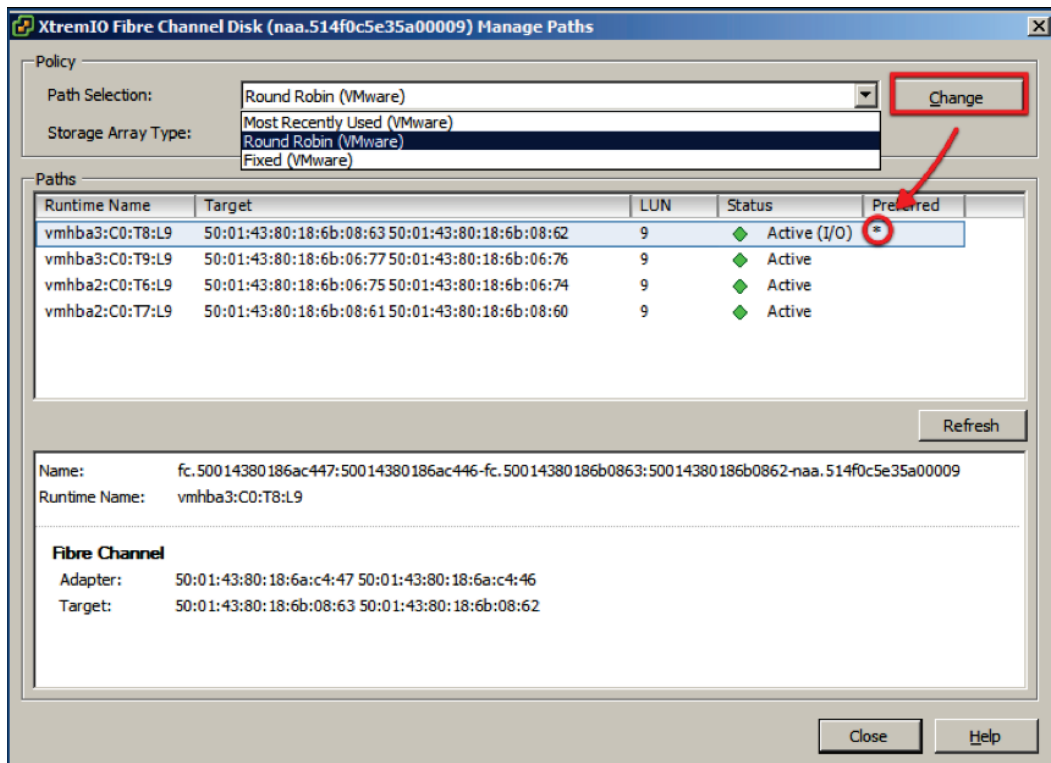 XtremIO Fibre Channel Disk (naa.514f0c5e35a00009) Manage Paths
Policy
Path Selection: Round Robin (VMware) Change
Most Recently Used (VMware)
Storage Array Type: Round Robin (VMware)
Fixed (VMware)
Paths
Runtime Name Target LUN Status Preferred
vmhba3:C0:T8:L9 50:01:43:80:18:6b:08:63 50:01:43:80:18:6b:08:62 9 Active (I/O) *
vmhba3:C0:T9:L9 50:01:43:80:18:6b:06:77 50:01:43:80:18:6b:06:76 9 Active
vmhba2:C0:T6:L9 50:01:43:80:18:6b:06:75 50:01:43:80:18:6b:06:74 9 Active
vmhba2:C0:T7:L9 50:01:43:80:18:6b:08:61 50:01:43:80:18:6b:08:60 9 Active
Refresh
Name: fc.50014380186ac447:50014380186ac446-fc.50014380186b0863:50014380186b0862-naa.514f0c5e35a00009
Runtime Name: vmhba3:C0:T8:L9
Fibre Channel
Adapter: 50:01:43:80:18:6a:c4:47 50:01:43:80:18:6a:c4:46
Target: 50:01:43:80:18:6b:08:63 50:01:43:80:18:6b:08:62
Close Help